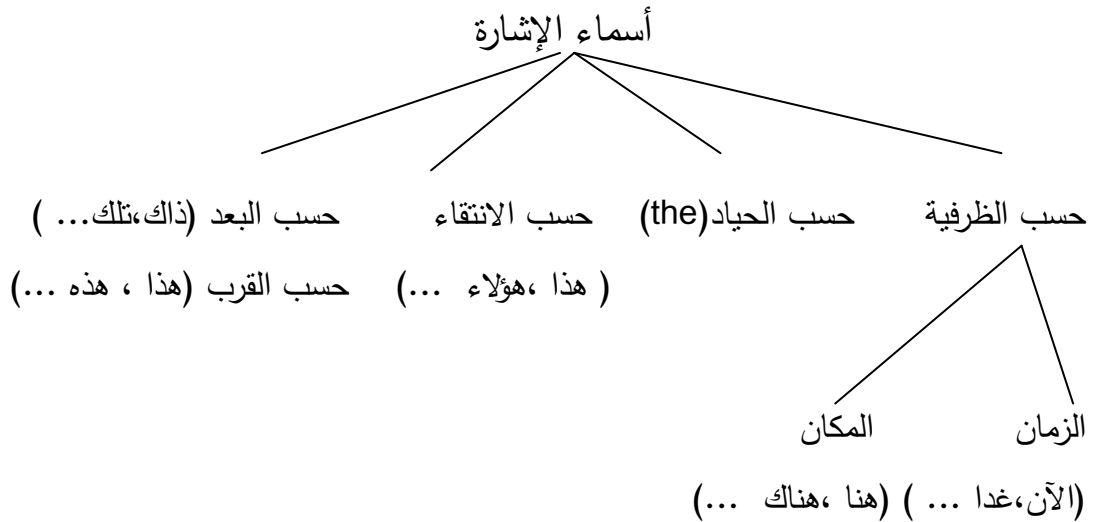 أسماء الإشارة
حسب الظرفية حسب الحياد(the) حسب الانتقاء حسب البعد (ذاك،تلك... )
( هذا ،هؤلاء ...) حسب القرب (هذا ، هذه ...)
الزمان المكان
(الآن،غدا ... ) (هنا ،هناك ...)